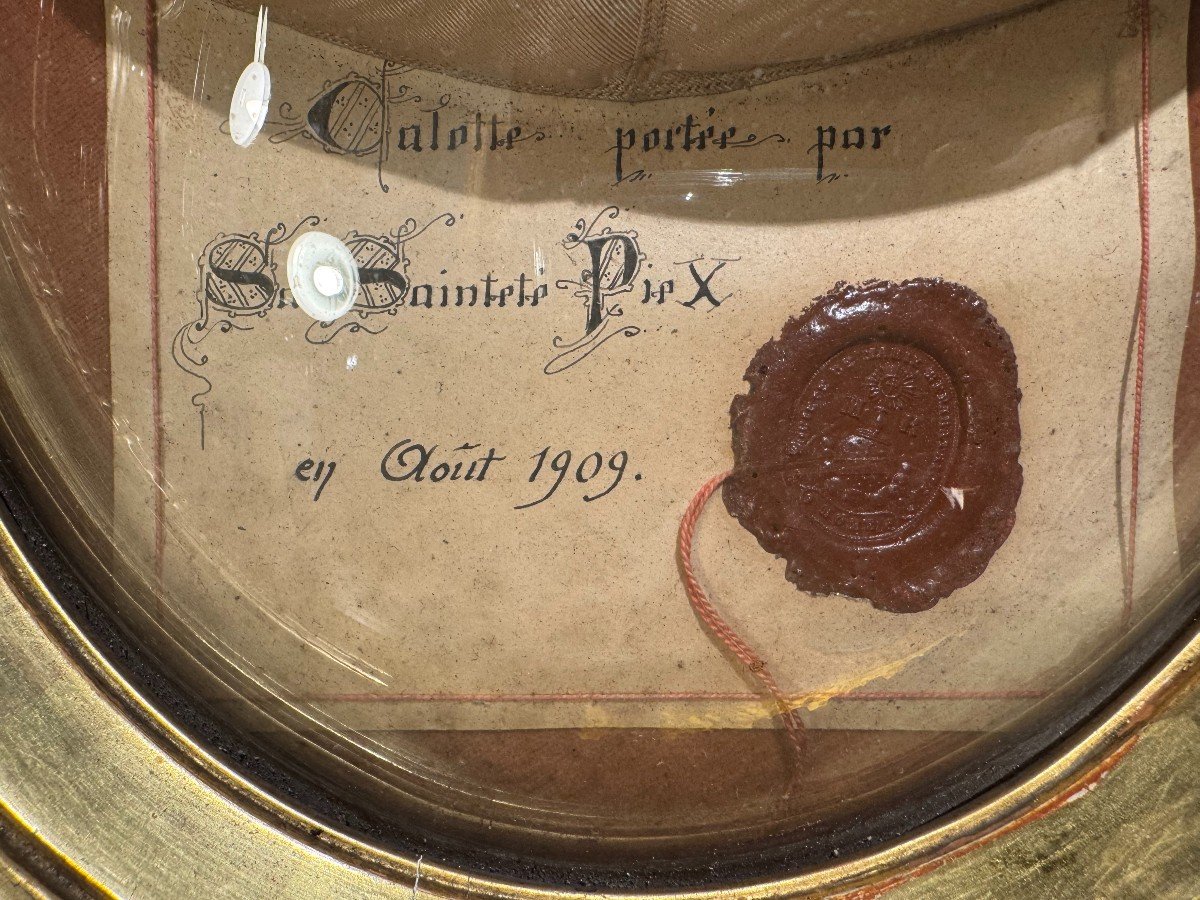 Calotte portée par
Sa Sainteté Pie X
en Août 1909.